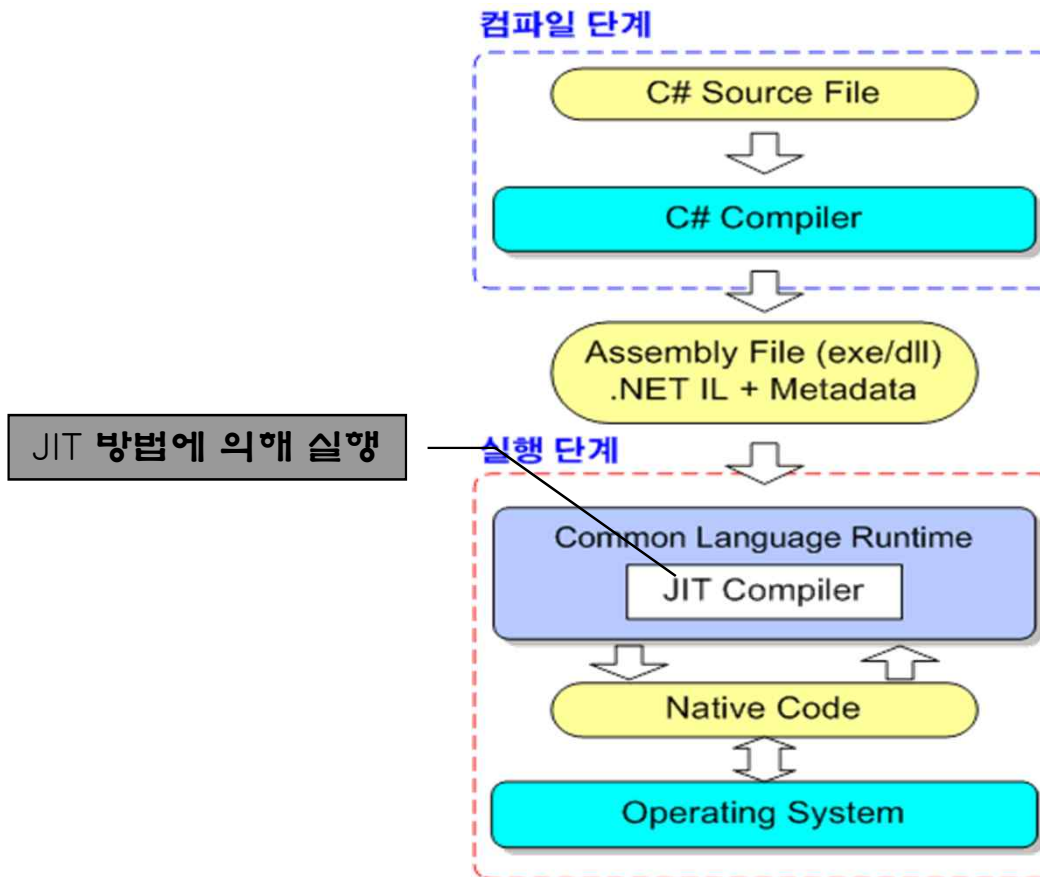 컴파일 단계
C# Source File
C# Compiler
Assembly File (exe/dll)
.NET IL + Metadata
JIT 방법에 의해 실행
실행 단계
Common Language Runtime
JIT Compiler
Native Code
Operating System